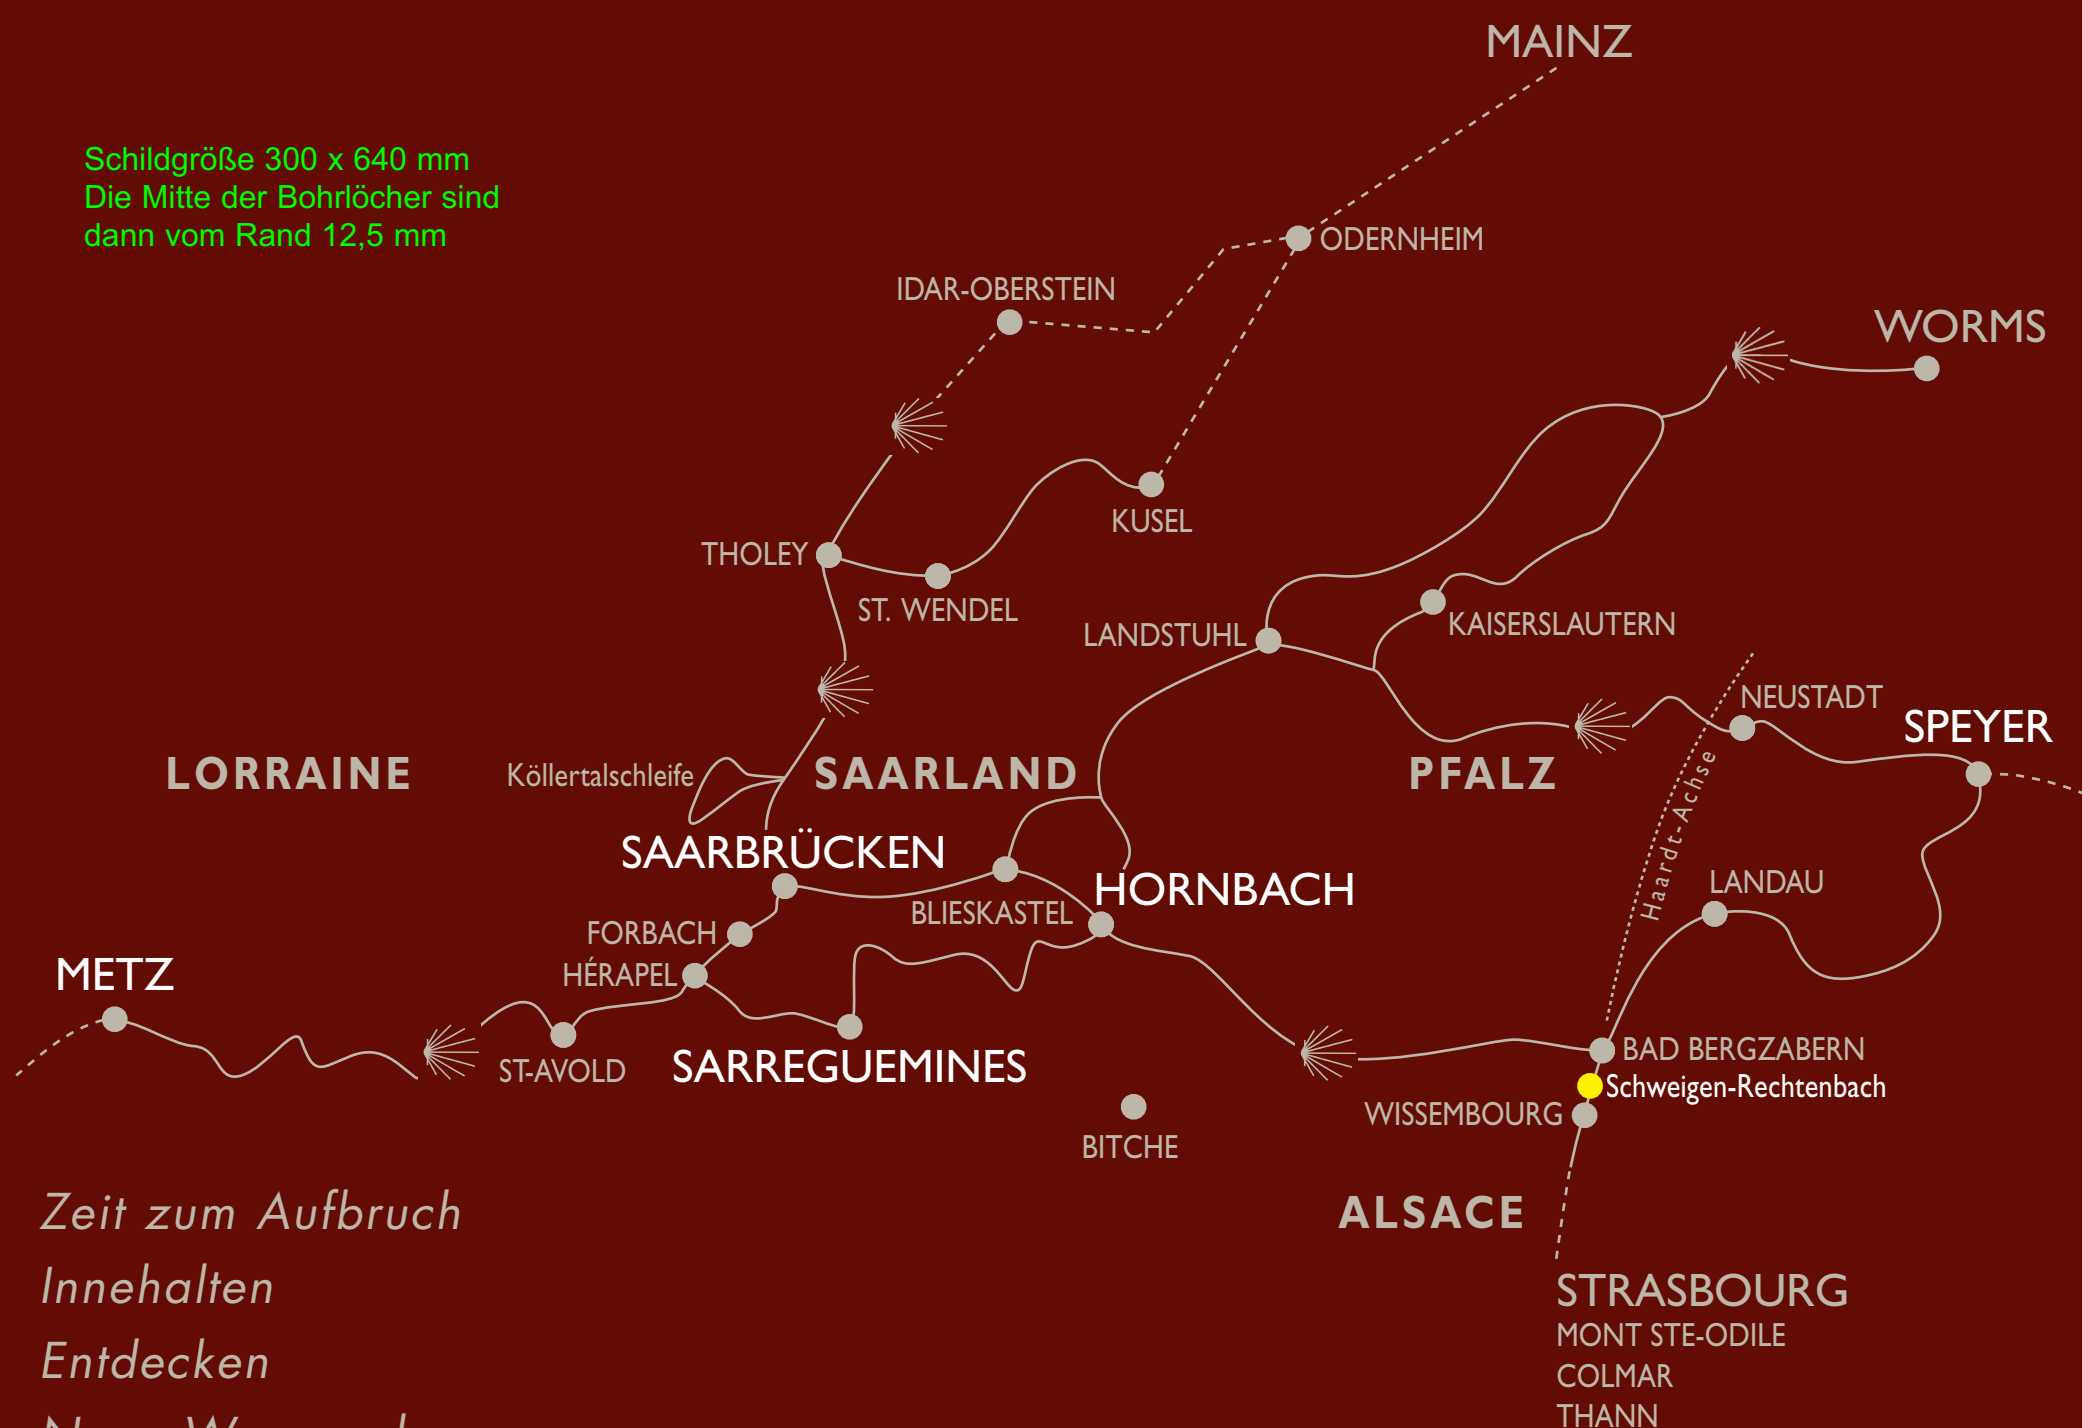 MAINZ
Schildgröße 300 x 640 mm
Die Mitte der Bohrlöcher sind
dann vom Rand 12,5 mm
ODERNHEIM
IDAR-OBERSTEIN
WORMS
KUSEL
THOLEY
ST. WENDEL
LANDSTUHL
KAISERSLAUTERN
NEUSTADT
SPEYER
LORRAINE
Köllertalschleife
SAARLAND
PFALZ
Haardt-Achse
SAARBRÜCKEN
HORNBACH
LANDAU
BLIESKASTEL
FORBACH
HÉRAPEL
METZ
ST-AVOLD
SARREGUEMINES
BAD BERGZABERN
Schweigen-Rechtenbach
WISSEMBOURG
BITCHE
ALSACE
Zeit zum Aufbruch
Innehalten
Entdecken
STRASBOURG
MONT STE-ODILE
COLMAR
THANN